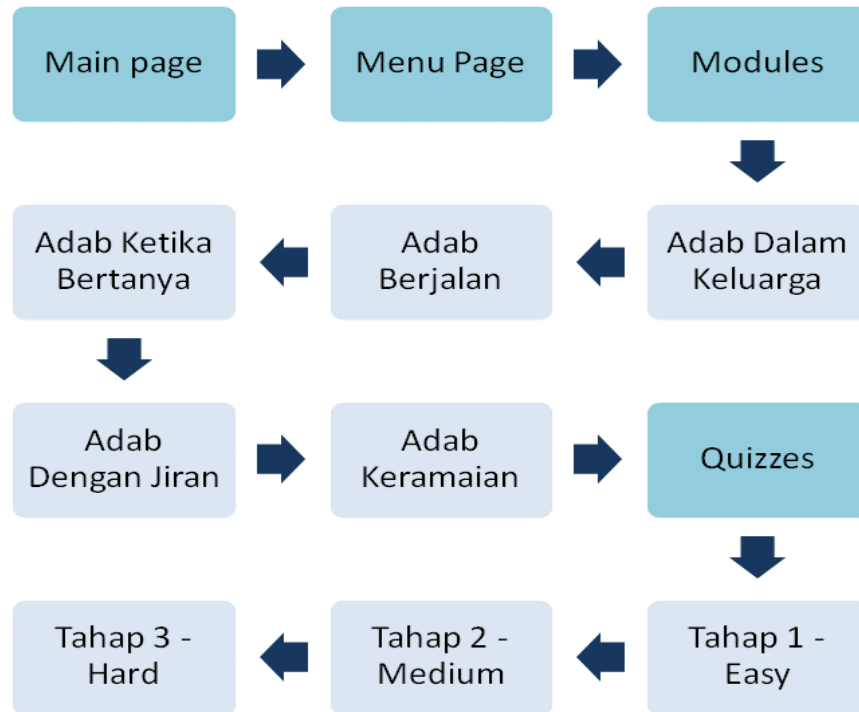 Main page
Menu Page
Modules
Adab Ketika
Bertanya
Adab
Berjalan
Adab Dalam
Keluarga
Adab
Dengan Jiran
Adab
Keramaian
Quizzes
Tahap 3 -
Hard
Tahap 2 -
Medium
Tahap 1 -
Easy